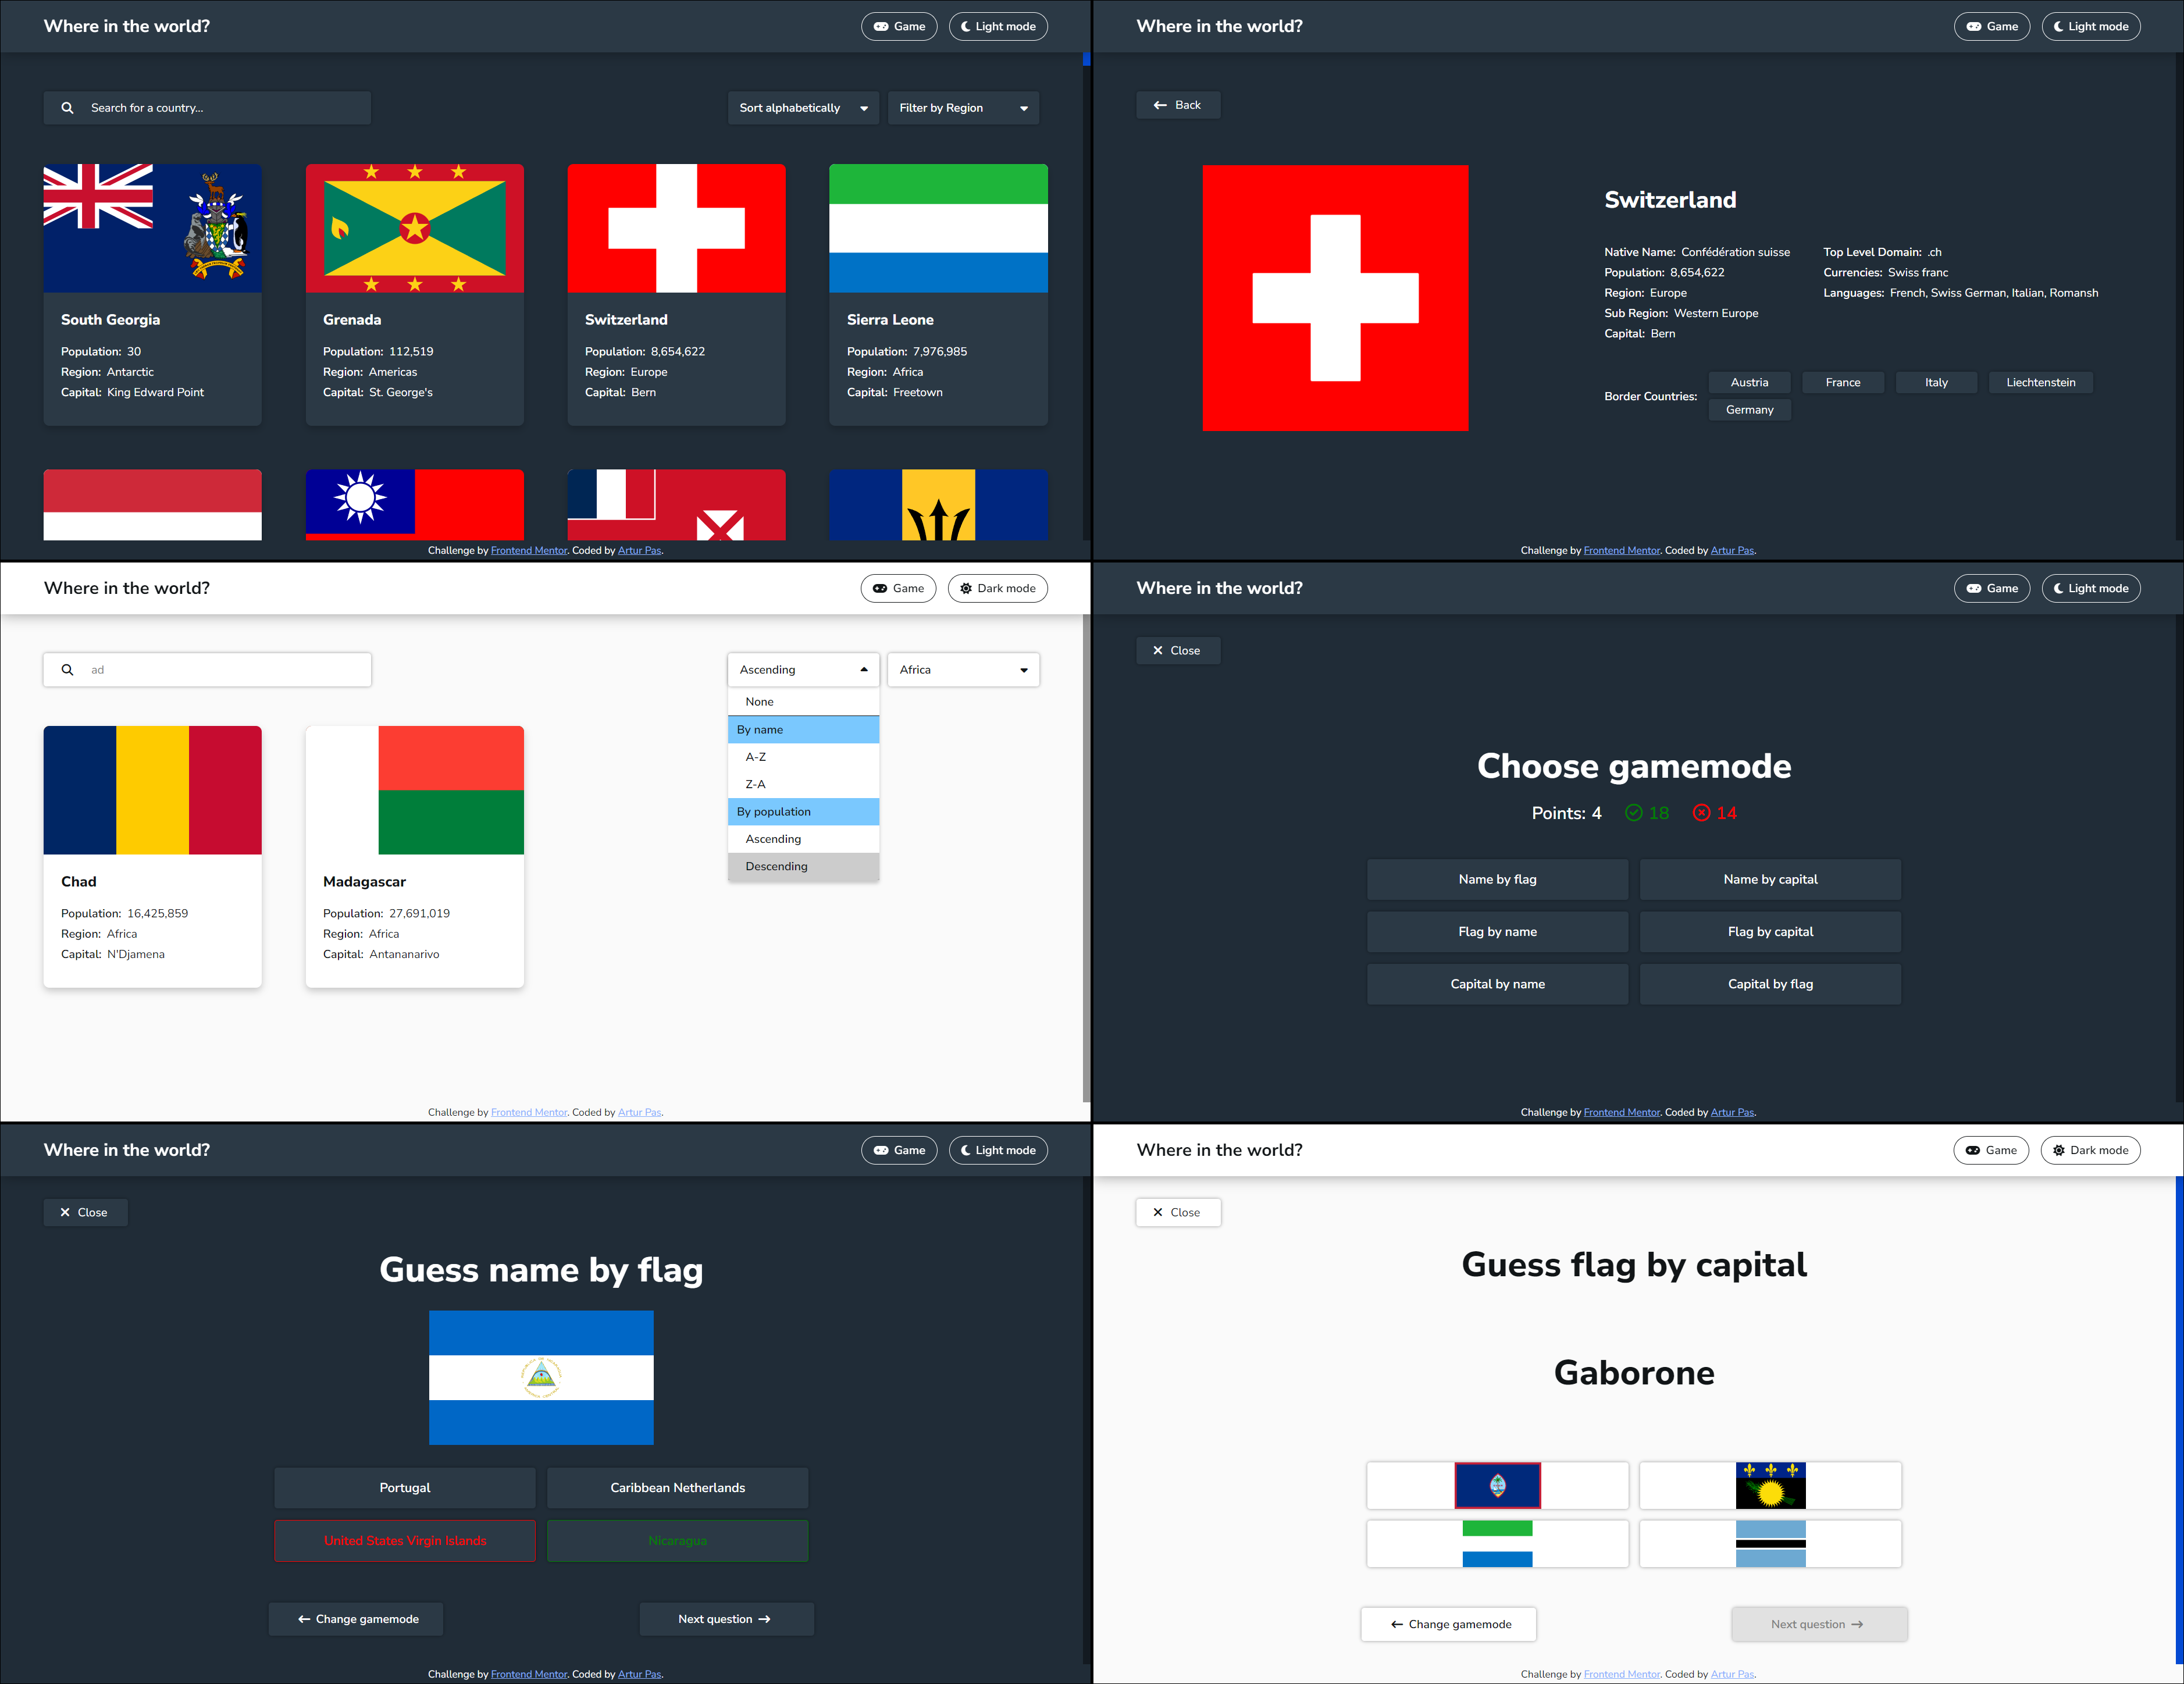 Where in the world?
Game
Light mode
Search for a country...
Sort alphabetically
Filter by Region
South Georgia
Population: 30
Region: Antarctic
Capital: King Edward Point
Grenada
Population: 112,519
Region: Americas
Capital: St. George's
Switzerland
Population: 8,654,622
Region: Europe
Capital: Bern
Sierra Leone
Population: 7,976,985
Region: Africa
Capital: Freetown
Challenge by Frontend Mentor. Coded by Artur Pas.
Where in the world?
Game
Light mode
Back
Switzerland
Native Name: Confédération suisse
Population: 8,654,622
Region: Europe
Sub Region: Western Europe
Capital: Bern
Top Level Domain: .ch
Currencies: Swiss franc
Languages: French, Swiss German, Italian, Romansh
Border Countries:
Austria
France
Italy
Liechtenstein
Germany
Challenge by Frontend Mentor. Coded by Artur Pas.
Where in the world?
Game
Dark mode
ad
Ascending
Africa
None
By name
A-Z
Z-A
By population
Ascending
Descending
Chad
Population: 16,425,859
Region: Africa
Capital: N'Djamena
Madagascar
Population: 27,691,019
Region: Africa
Capital: Antananarivo
Challenge by Frontend Mentor. Coded by Artur Pas.
Where in the world?
Game
Light mode
Close
Choose gamemode
Points: 4 18 14
Name by flag
Name by capital
Flag by name
Flag by capital
Capital by name
Capital by flag
Challenge by Frontend Mentor. Coded by Artur Pas.
Where in the world?
Game
Light mode
Close
Guess name by flag
Portugal
Caribbean Netherlands
United States Virgin Islands
Nicaragua
Change gamemode
Next question
Challenge by Frontend Mentor. Coded by Artur Pas.
Where in the world?
Game
Dark mode
Close
Guess flag by capital
Gaborone
Change gamemode
Next question
Challenge by Frontend Mentor. Coded by Artur Pas.